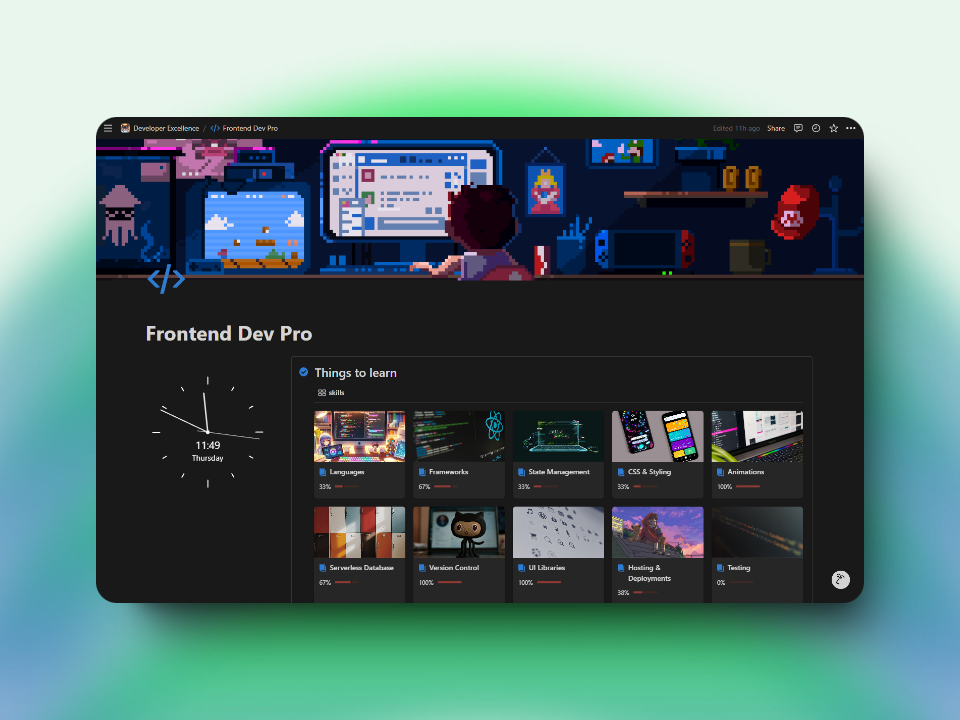 Developer Excellence / </> Frontend Dev Pro
Edited 11h ago Share
</>
Frontend Dev Pro
11:49
Thursday
Things to learn
skills
Languages
33%
Frameworks
67%
State Management
33%
CSS & Styling
33%
Animations
100%
Serverless Database
67%
Version Control
100%
UI Libraries
100%
Hosting &
Deployments
38%
Testing
0%